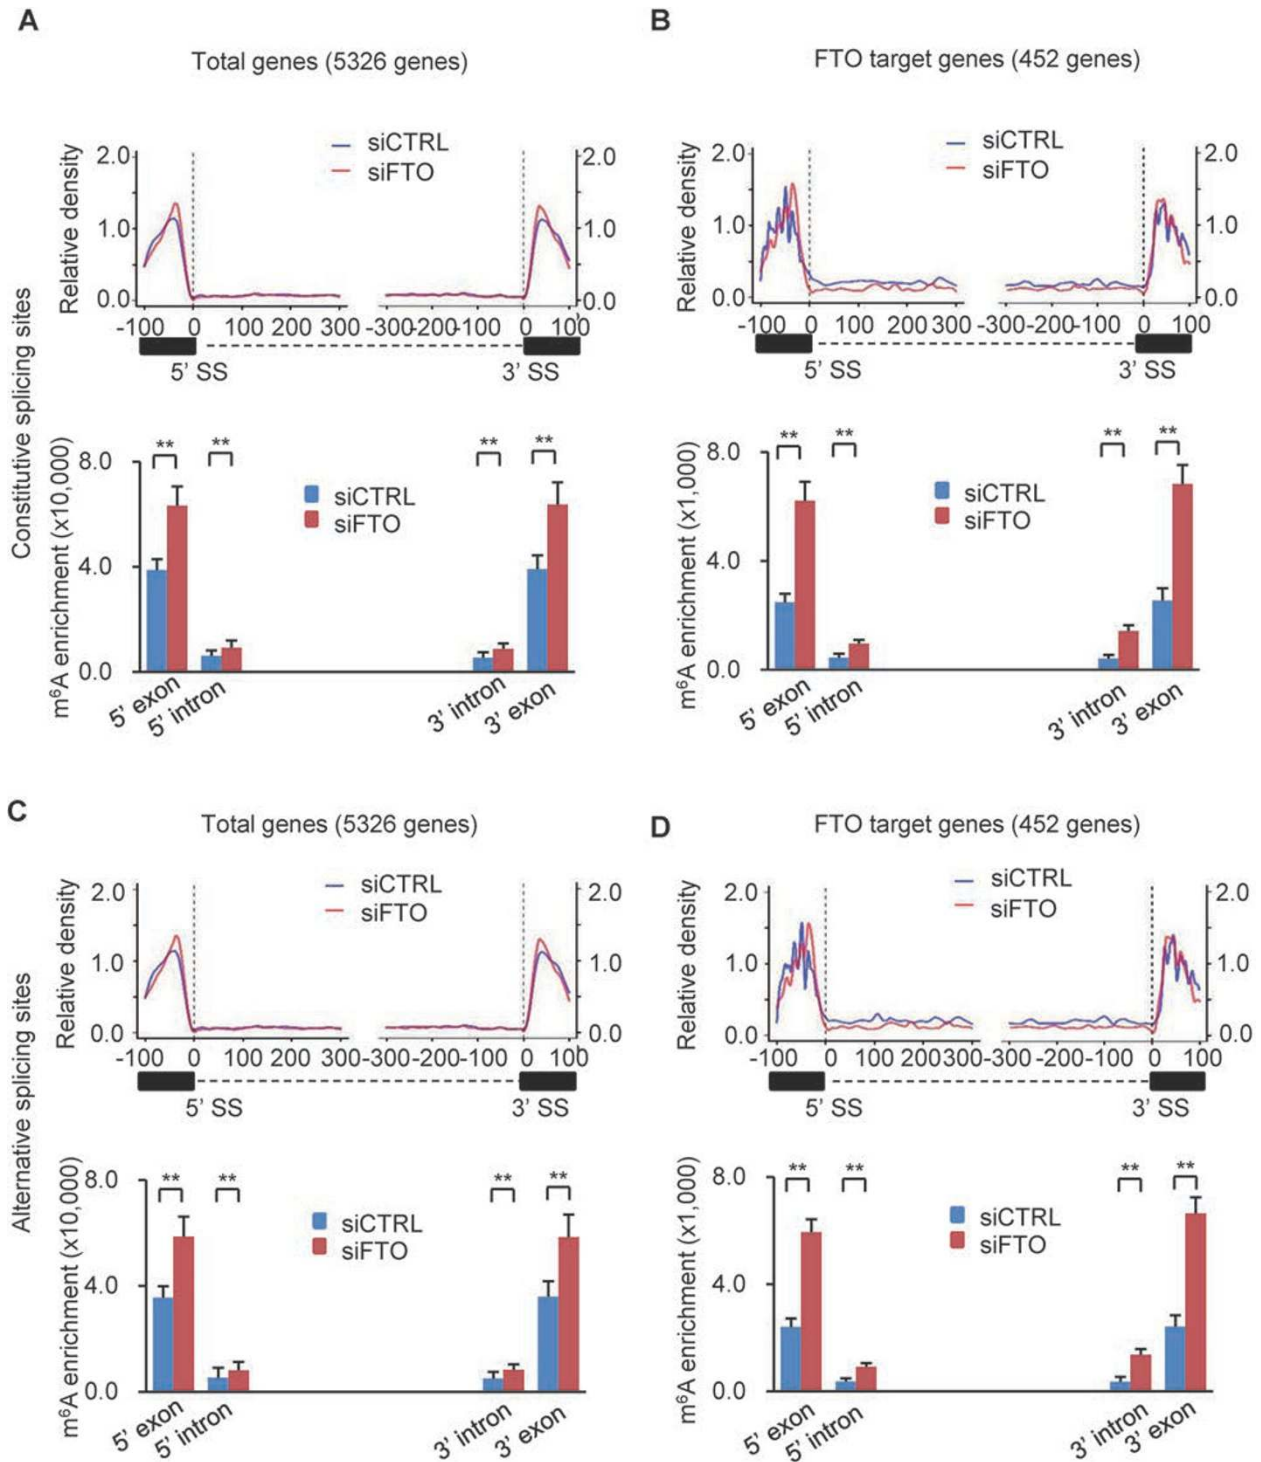 A
Total genes (5326 genes)
siCTRL
siFTO
Relative density
2.0
1.0
0.0
2.0
1.0
0.0
-100 0 100 200 300 -300 -200 -100 0 100
5' SS
3' SS
Constitutive splicing sites
m⁶A enrichment (x10,000)
8.0
4.0
0.0
** ** ** **
siCTRL
siFTO
5' exon
5' intron
3' intron
3' exon
B
FTO target genes (452 genes)
siCTRL
siFTO
Relative density
2.0
1.0
0.0
2.0
1.0
0.0
-100 0 100 200 300 -300 -200 -100 0 100
5' SS
3' SS
m⁶A enrichment (x1,000)
8.0
4.0
0.0
** ** ** **
siCTRL
siFTO
5' exon
5' intron
3' intron
3' exon
C
Total genes (5326 genes)
siCTRL
siFTO
Relative density
2.0
1.0
0.0
2.0
1.0
0.0
-100 0 100 200 300 -300 -200 -100 0 100
5' SS
3' SS
Alternative splicing sites
m⁶A enrichment (x10,000)
8.0
4.0
0.0
** ** ** **
siCTRL
siFTO
5' exon
5' intron
3' intron
3' exon
D
FTO target genes (452 genes)
siCTRL
siFTO
Relative density
2.0
1.0
0.0
2.0
1.0
0.0
-100 0 100 200 300 -300 -200 -100 0 100
5' SS
3' SS
m⁶A enrichment (x1,000)
8.0
4.0
0.0
** ** ** **
siCTRL
siFTO
5' exon
5' intron
3' intron
3' exon